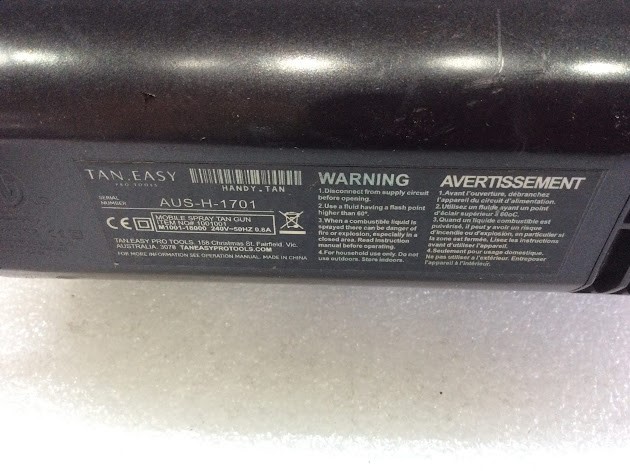 TAN.EASY
PRO TOOLS
HANDY.TAN
SERIAL
NUMBER
AUS-H-1701
CE
MOBILE SPRAY TAN GUN
ITEM NO# 1001001
M1001-18000 240V~50HZ 0.8A
TAN.EASY PRO TOOLS, 158 Christmas St. Fairfield. Vic.
AUSTRALIA. 3078 TANEASYPROTOOLS.COM
FOR MORE INFORMATION SEE OPERATION MANUAL. MADE IN CHINA
WARNING
1.Disconnect from supply circuit
before opening.
2.Use a fluid having a flash point
higher than 60°.
3.When a combustible liquid is
sprayed there can be danger of
fire or explosion, especially in a
closed area. Read instruction
manual before operating.
4.For household use only. Do not
use outdoors. Store indoors.
AVERTISSEMENT
1.Avant l'ouverture, débranchez
l'appareil du circuit d'alimentation.
2.Utilisez un fluide ayant un point
d'éclair supérieur à 60oC.
3.Quand un liquide combustible est
pulvérisé, il peut y avoir un risque
d'incendie ou d'explosion, en particulier si
la zone est fermée. Lisez les instructions
avant d'utiliser l'appareil.
4.Seulement pour usage domestique.
Ne pas utiliser a l'extérieur. Entreposer
l'appareil à l'intérieur.